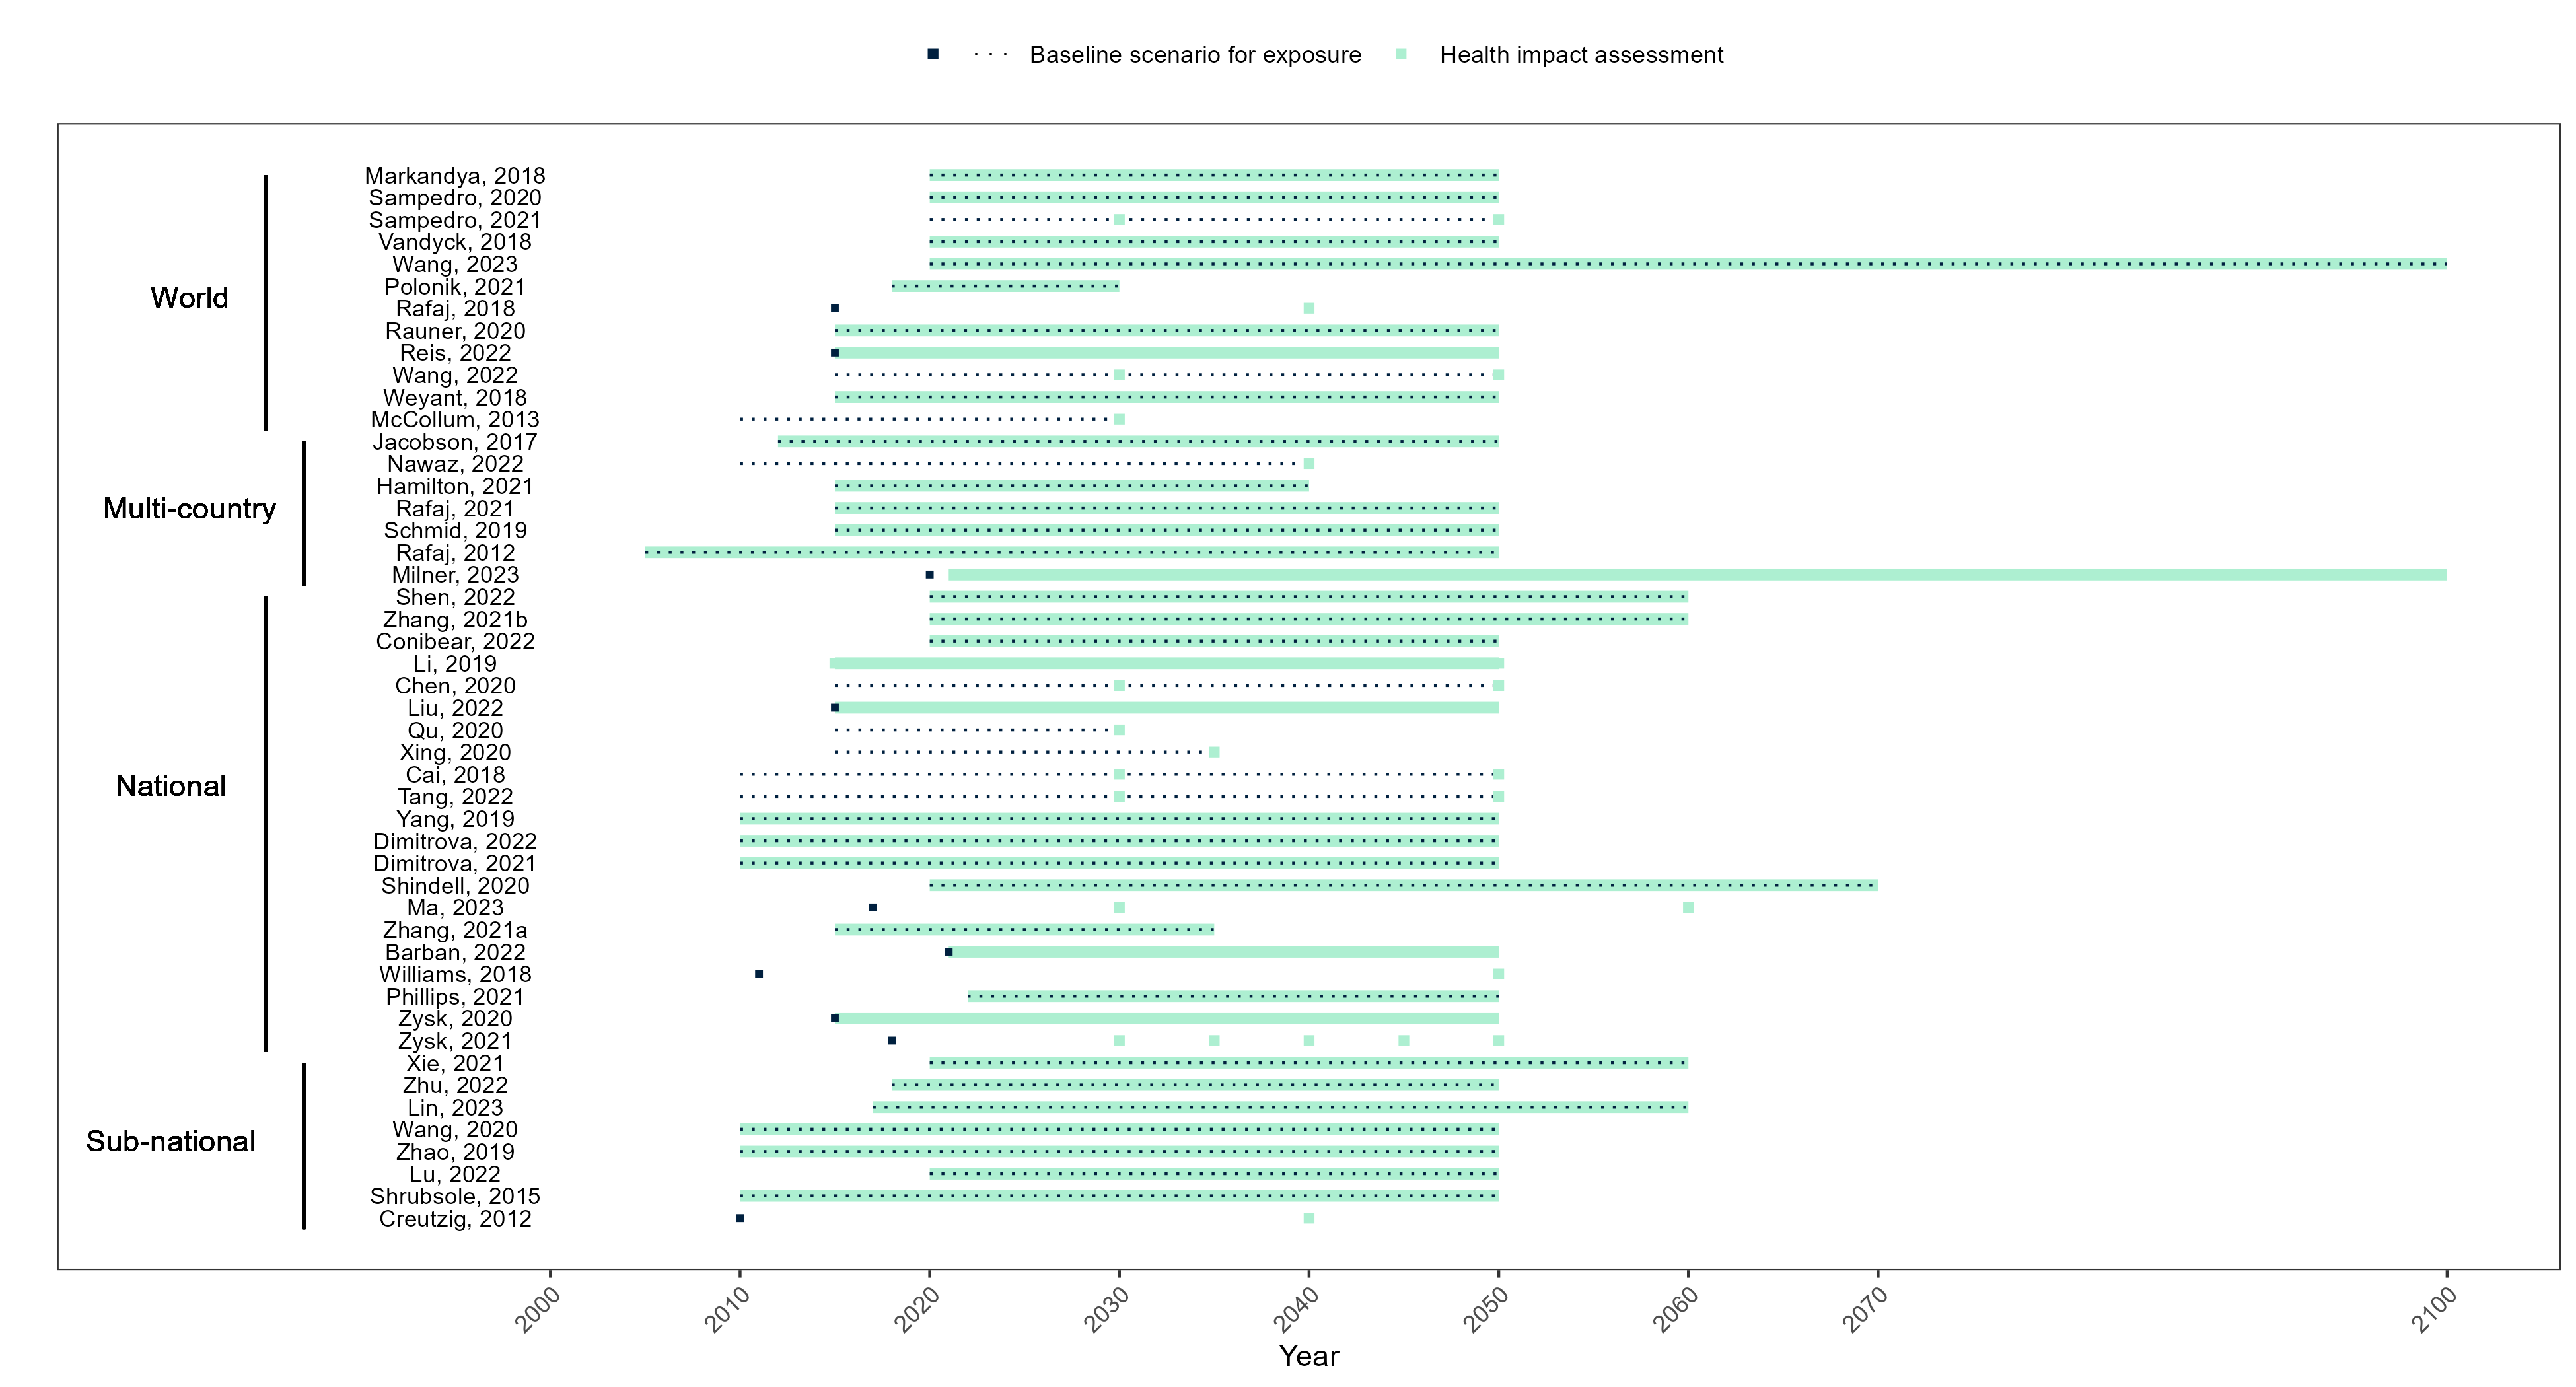 Baseline scenario for exposure
Health impact assessment
World
Markandya, 2018
Sampedro, 2020
Sampedro, 2021
Vandyck, 2018
Wang, 2023
Polonik, 2021
Rafaj, 2018
Rauner, 2020
Reis, 2022
Wang, 2022
Weyant, 2018
McCollum, 2013
Multi-country
Jacobson, 2017
Nawaz, 2022
Hamilton, 2021
Rafaj, 2021
Schmid, 2019
Rafaj, 2012
Milner, 2023
National
Shen, 2022
Zhang, 2021b
Conibear, 2022
Li, 2019
Chen, 2020
Liu, 2022
Qu, 2020
Xing, 2020
Cai, 2018
Tang, 2022
Yang, 2019
Dimitrova, 2022
Dimitrova, 2021
Shindell, 2020
Ma, 2023
Zhang, 2021a
Barban, 2022
Williams, 2018
Phillips, 2021
Zysk, 2020
Zysk, 2021
Sub-national
Xie, 2021
Zhu, 2022
Lin, 2023
Wang, 2020
Zhao, 2019
Lu, 2022
Shrubsole, 2015
Creutzig, 2012
2000 2010 2020 2030 2040 2050 2060 2070 2100
Year